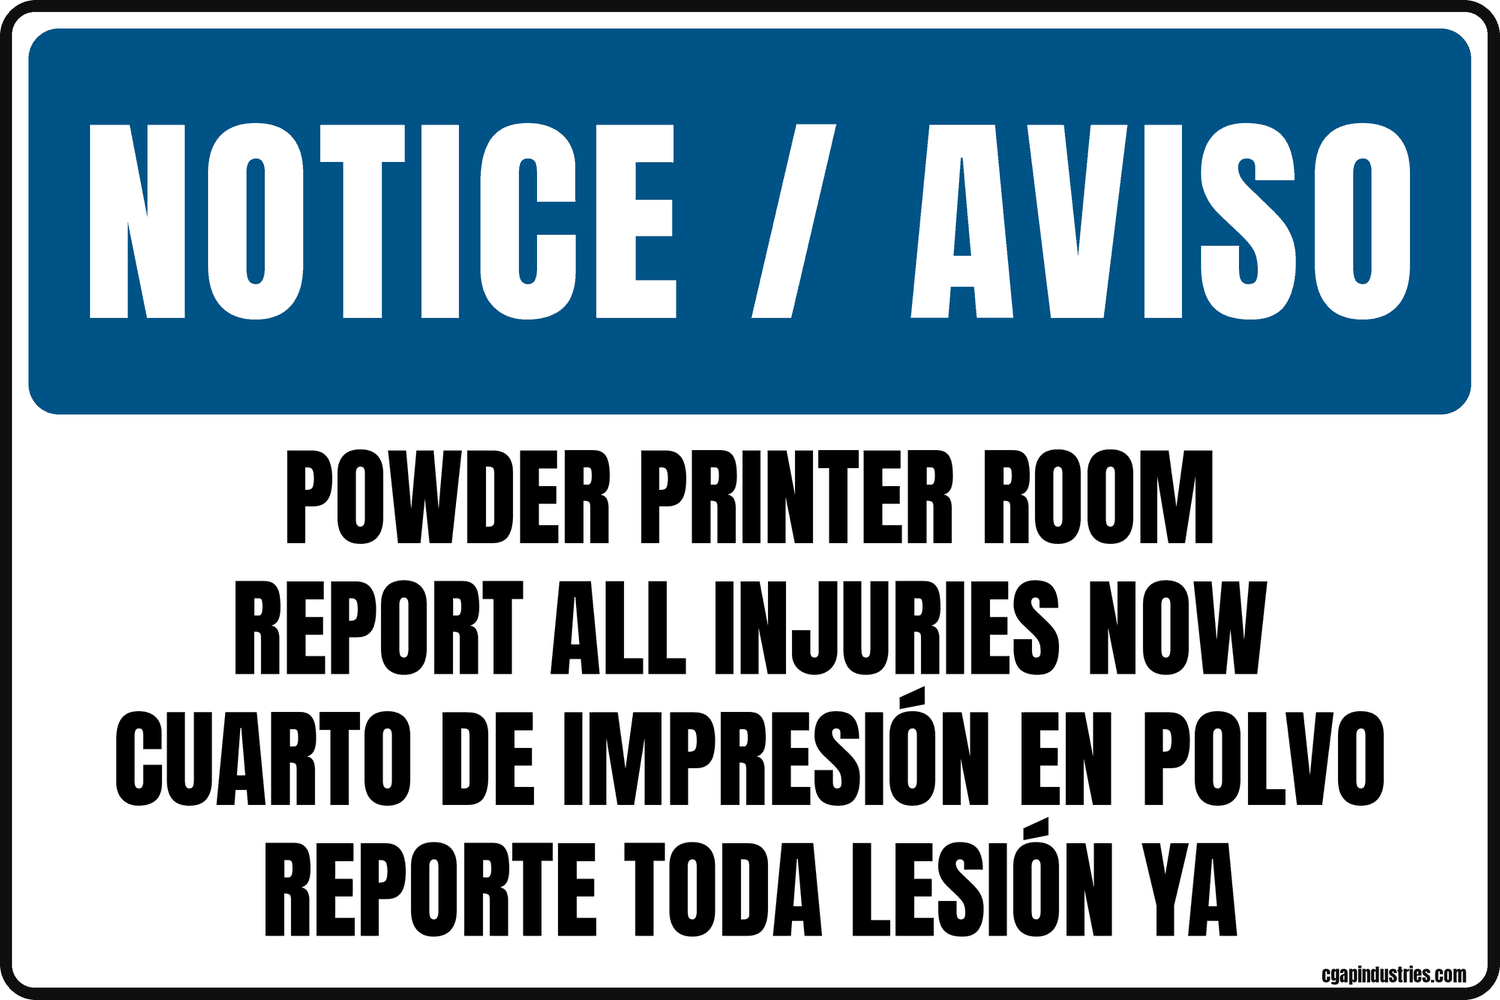 NOTICE / AVISO
POWDER PRINTER ROOM
REPORT ALL INJURIES NOW
CUARTO DE IMPRESIÓN EN POLVO
REPORTE TODA LESIÓN YA
cgapindustries.com